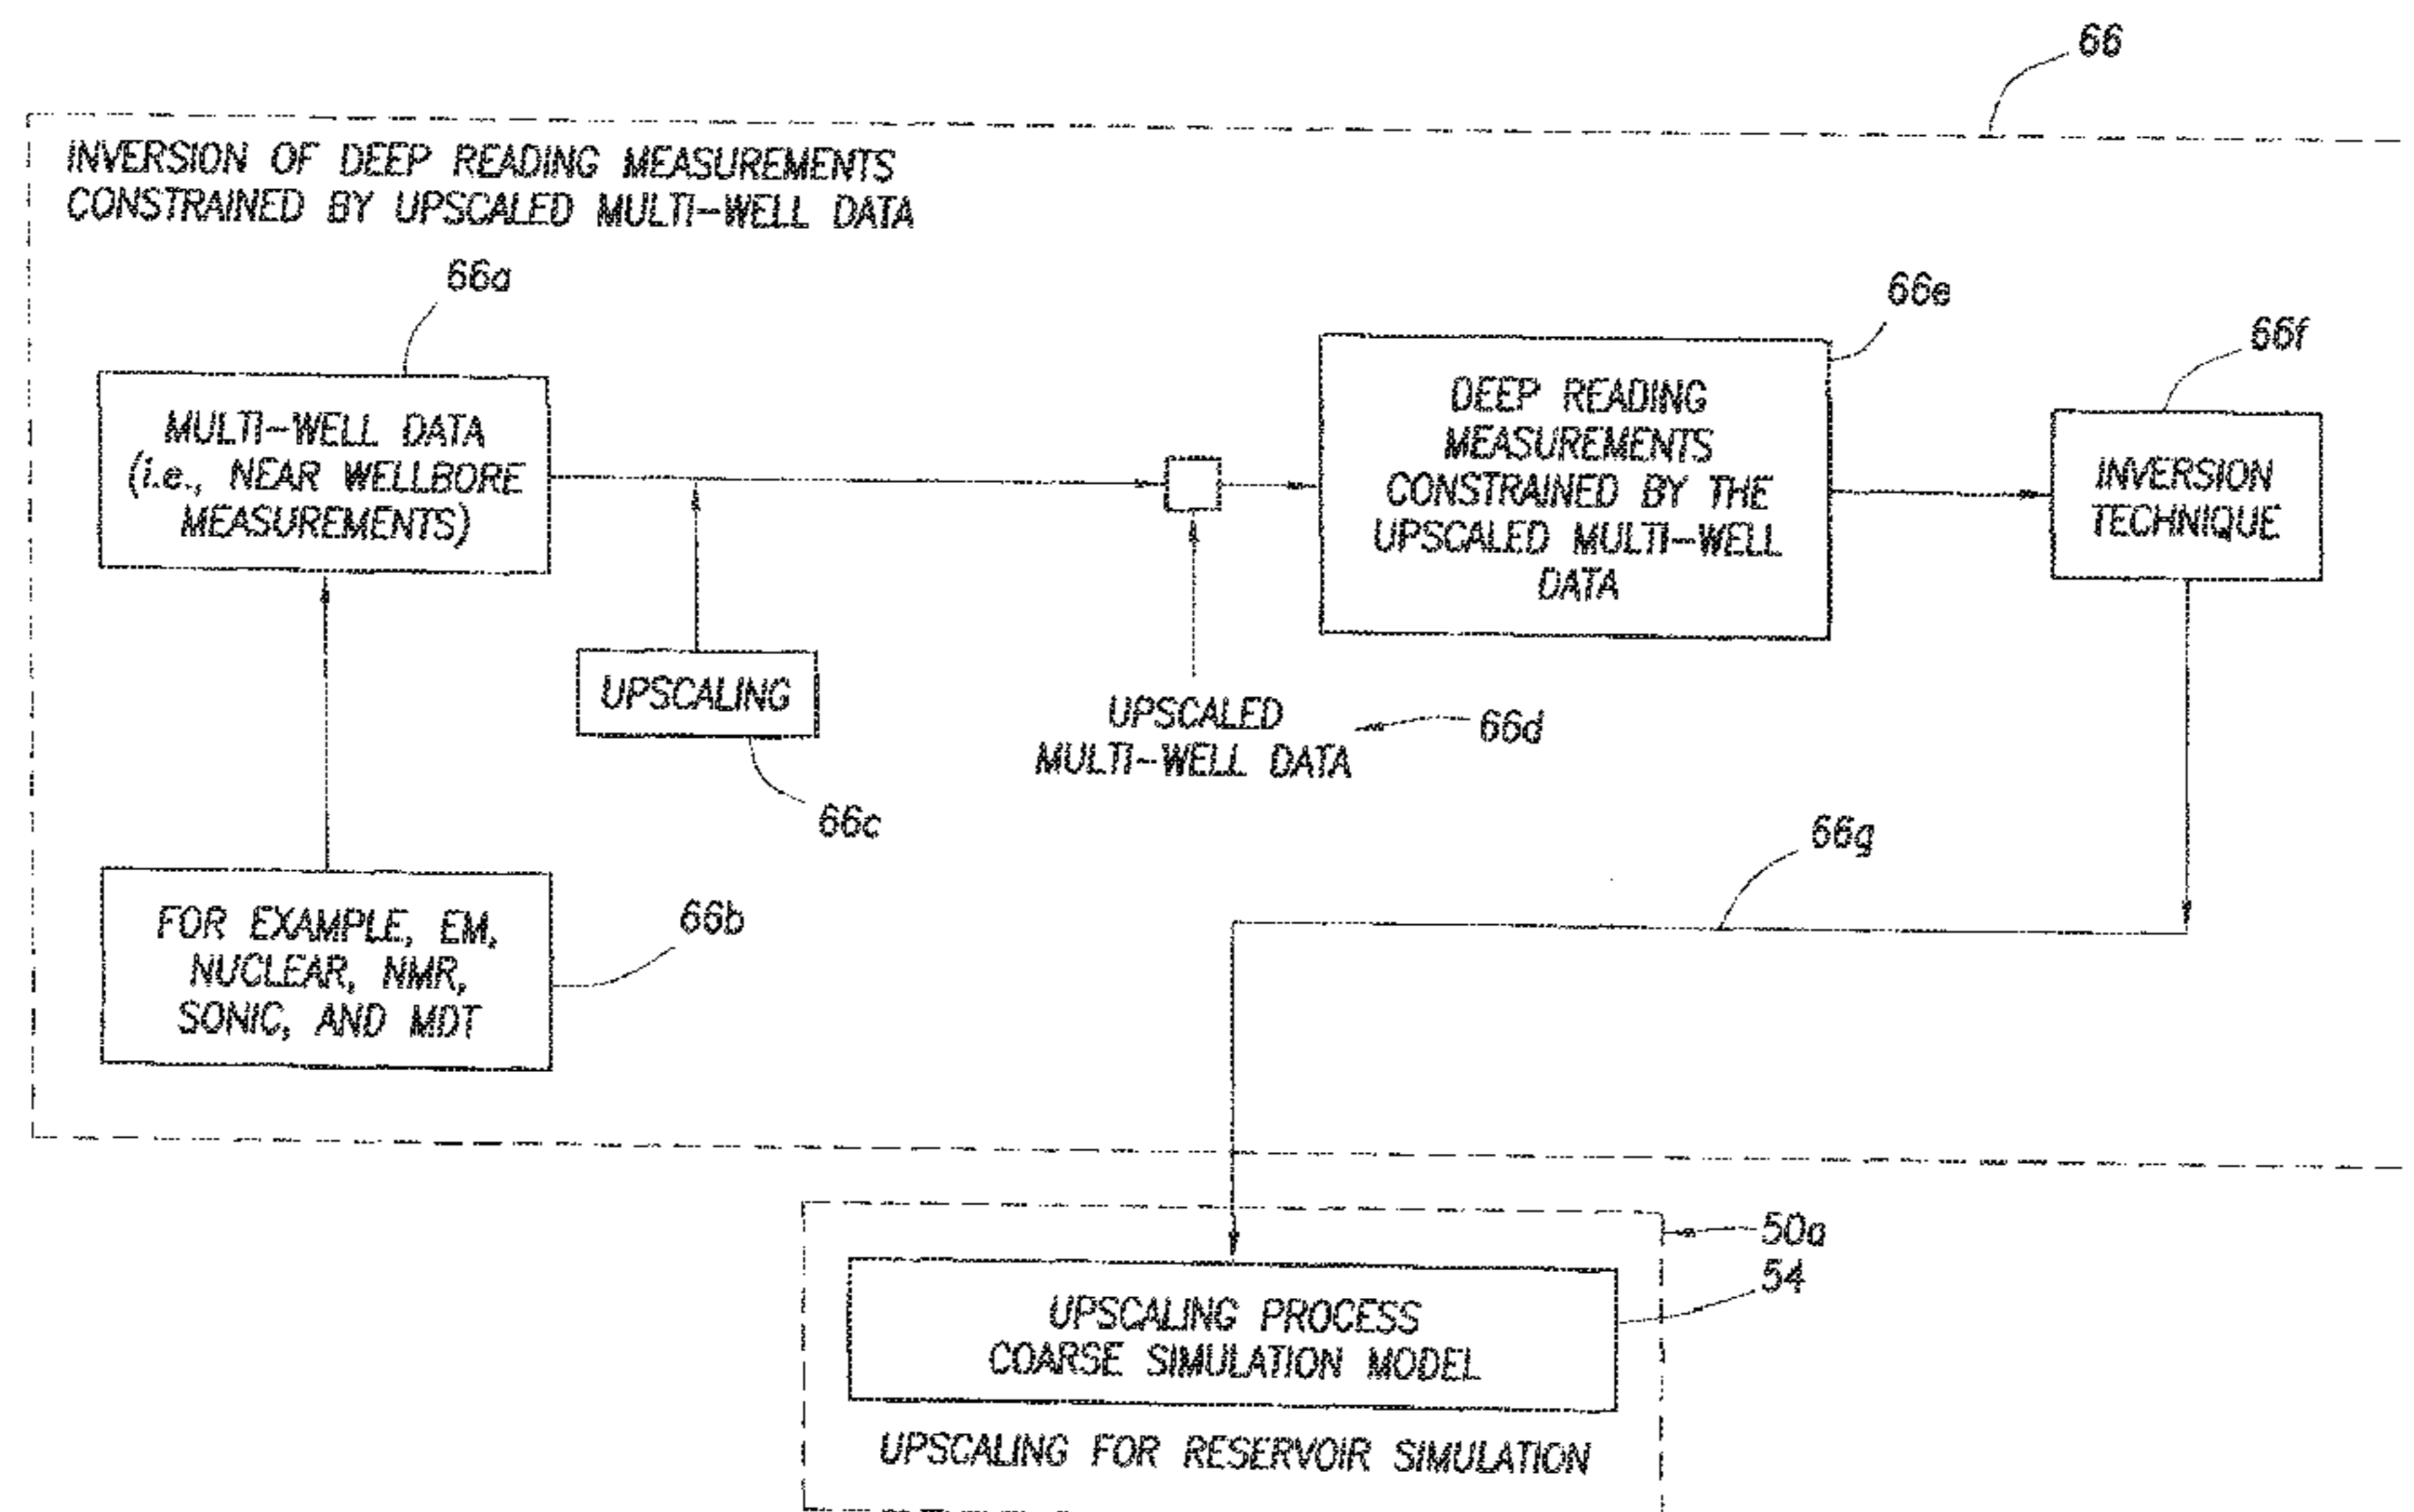 66
INVERSION OF DEEP READING MEASUREMENTS
CONSTRAINED BY UPSCALED MULTI-WELL DATA
66a
MULTI-WELL DATA
(i.e., NEAR WELLBORE
MEASUREMENTS)
66e
DEEP READING
MEASUREMENTS
CONSTRAINED BY THE
UPSCALED MULTI-WELL
DATA
66f
INVERSION
TECHNIQUE
UPSCALING
66c
UPSCALED
MULTI-WELL DATA
66d
66g
FOR EXAMPLE, EM,
NUCLEAR, NMR,
SONIC, AND MDT
66b
50a
54
UPSCALING PROCESS
COARSE SIMULATION MODEL
UPSCALING FOR RESERVOIR SIMULATION